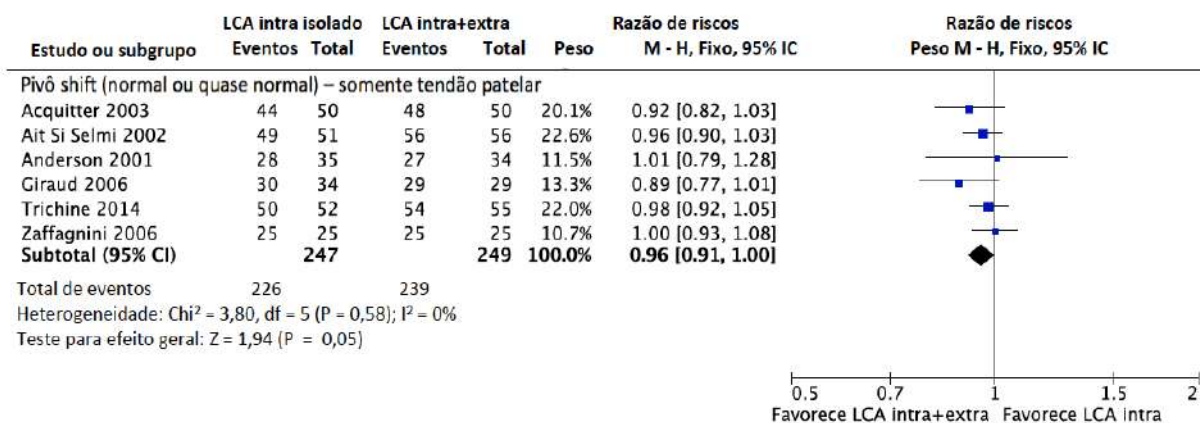 LCA intra isolado LCA intra+extra Razão de riscos Razão de riscos
Estudo ou subgrupo Eventos Total Eventos Total Peso M - H, Fixo, 95% IC Peso M - H, Fixo, 95% IC
Pivô shift (normal ou quase normal) – somente tendão patelar
Acquitter 2003 44 50 48 50 20.1% 0.92 [0.82, 1.03]
Ait Si Selmi 2002 49 51 56 56 22.6% 0.96 [0.90, 1.03]
Anderson 2001 28 35 27 34 11.5% 1.01 [0.79, 1.28]
Giraud 2006 30 34 29 29 13.3% 0.89 [0.77, 1.01]
Trichine 2014 50 52 54 55 22.0% 0.98 [0.92, 1.05]
Zaffagnini 2006 25 25 25 25 10.7% 1.00 [0.93, 1.08]
Subtotal (95% CI) 247 249 100.0% 0.96 [0.91, 1.00]
Total de eventos 226 239
Heterogeneidade: Chi² = 3,80, df = 5 (P = 0,58); I² = 0%
Teste para efeito geral: Z = 1,94 (P = 0,05)
0.5 0.7 1 1.5 2
Favorece LCA intra+extra Favorece LCA intra